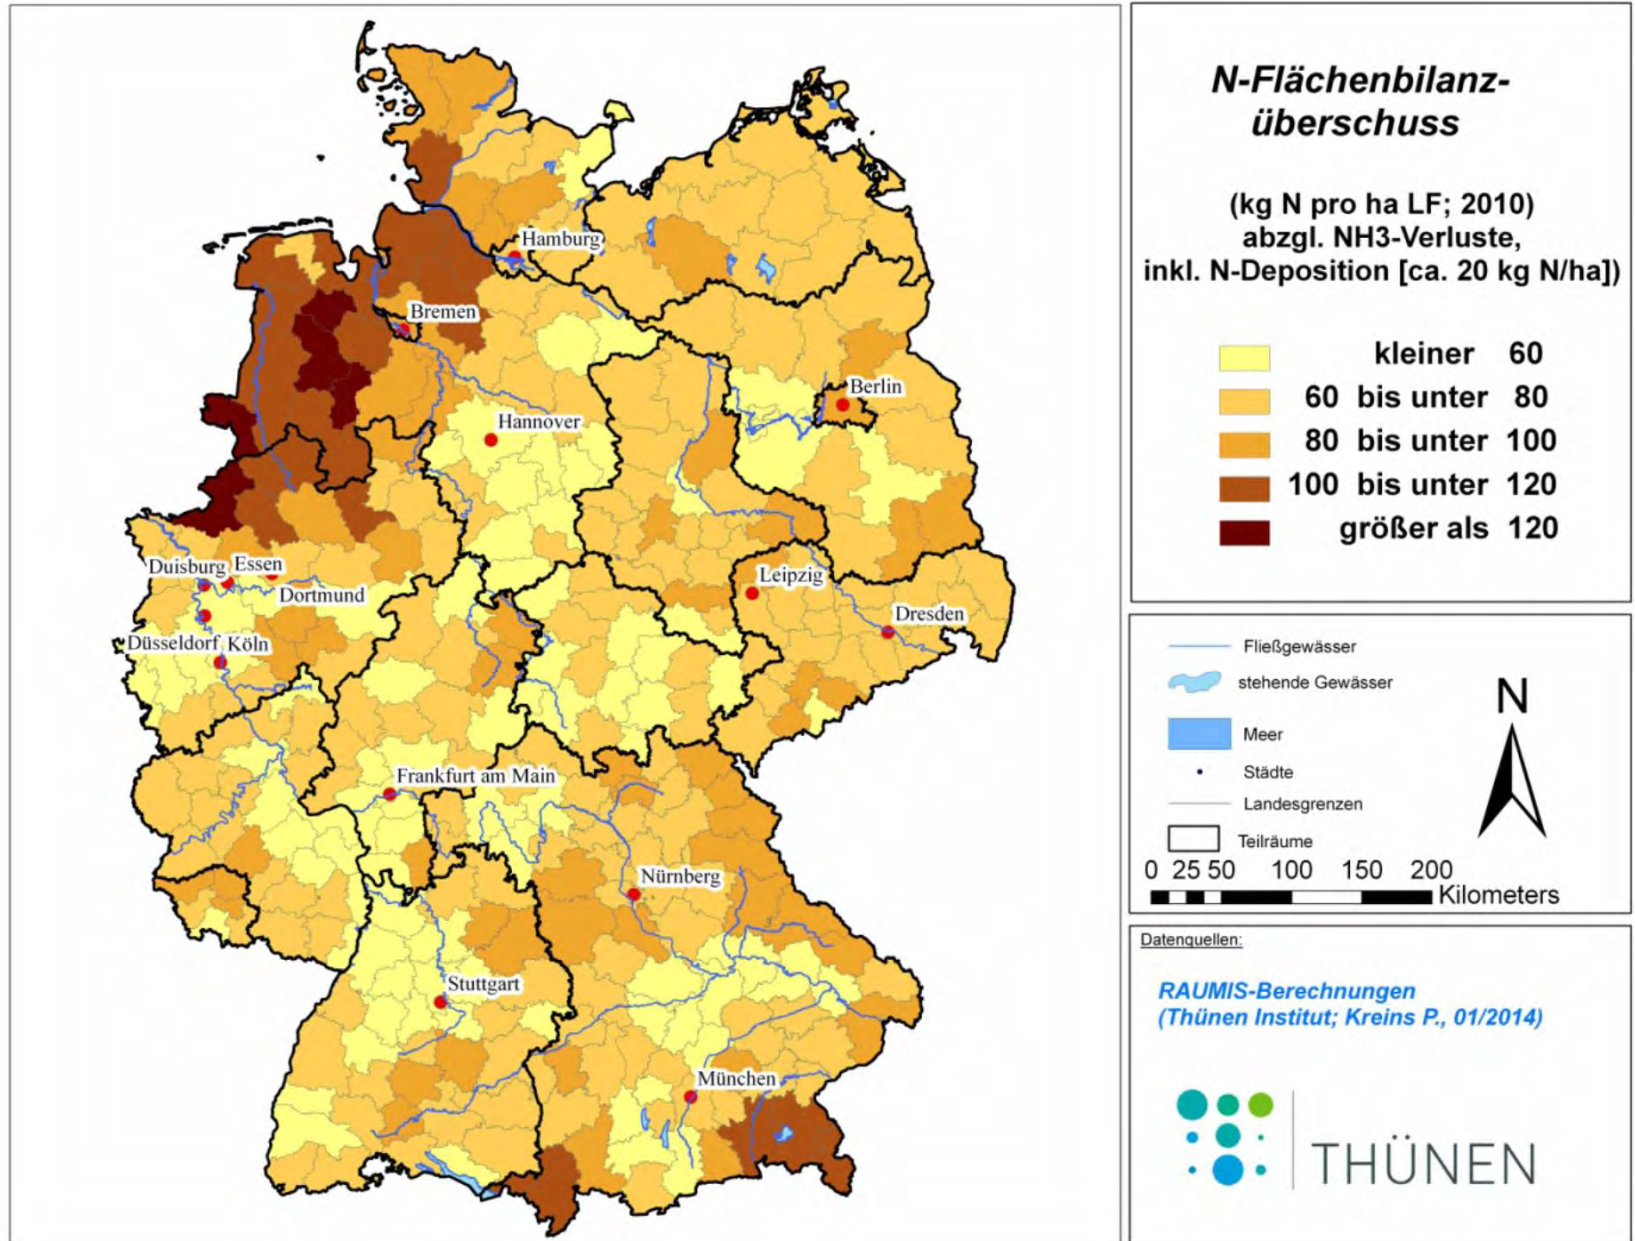 Hamburg
Bremen
Berlin
Hannover
Duisburg
Essen
Dortmund
Leipzig
Dresden
Düsseldorf
Köln
Frankfurt am Main
Nürnberg
Stuttgart
München
N-Flächenbilanz-
überschuss
(kg N pro ha LF; 2010)
abzgl. NH3-Verluste,
inkl. N-Deposition [ca. 20 kg N/ha])
kleiner 60
60 bis unter 80
80 bis unter 100
100 bis unter 120
größer als 120
Fließgewässer
stehende Gewässer
Meer
Städte
Landesgrenzen
Teilräume
N
0 25 50 100 150 200
Kilometers
Datenquellen:
RAUMIS-Berechnungen
(Thünen Institut; Kreins P., 01/2014)
THÜNEN